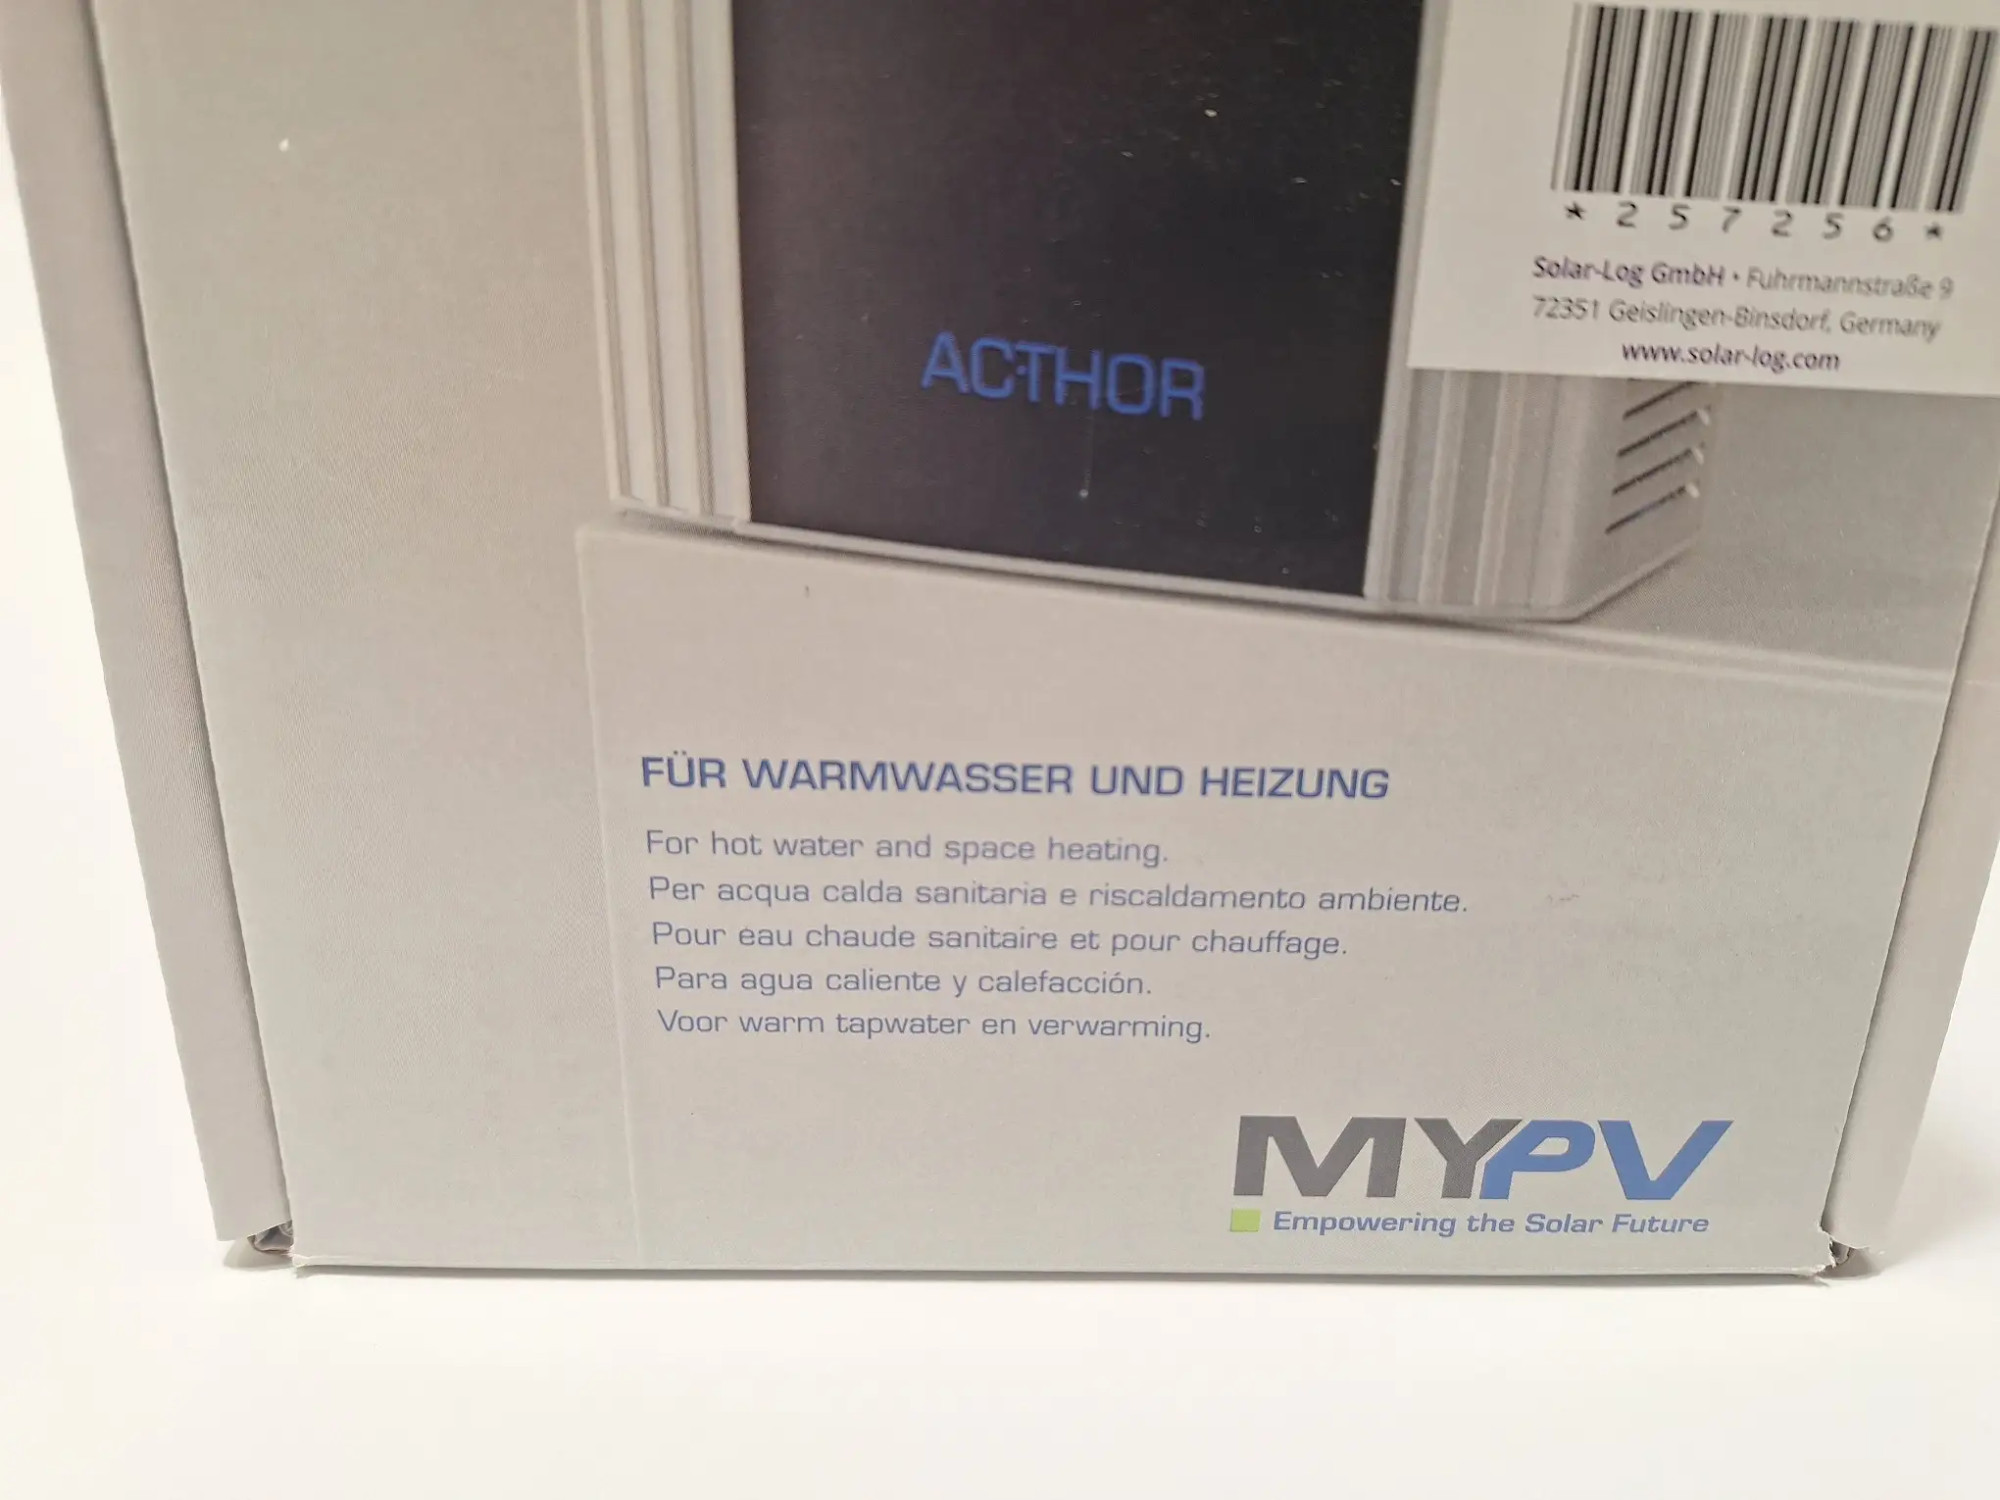 *257256*
Solar-Log GmbH • Fuhrmannstraße 9
72351 Geislingen-Binsdorf, Germany
www.solar-log.com
AC•THOR
FÜR WARMWASSER UND HEIZUNG
For hot water and space heating.
Per acqua calda sanitaria e riscaldamento ambiente.
Pour eau chaude sanitaire et pour chauffage.
Para agua caliente y calefacción.
Voor warm tapwater en verwarming.
MYPV
Empowering the Solar Future